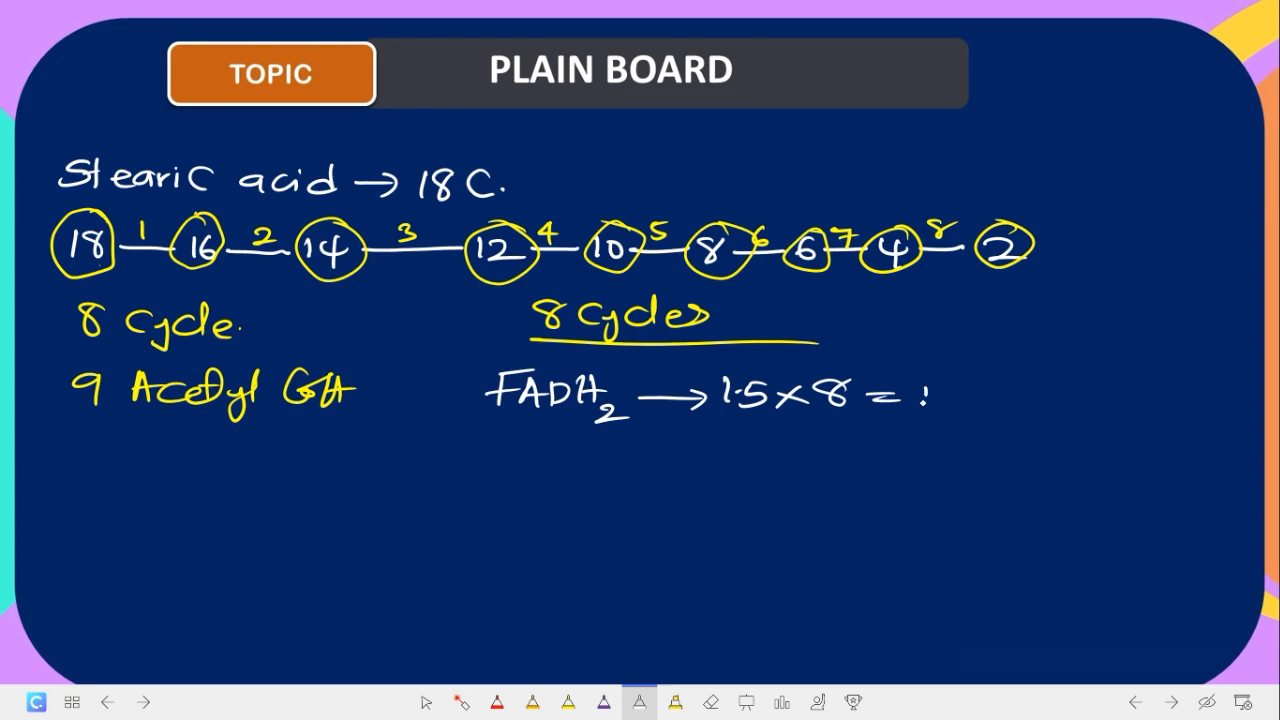 TOPIC PLAIN BOARD
Stearic acid → 18 C.
18 —1— 16 —2— 14 —3— 12 —4— 10 —5— 8 —6— 6 —7— 4 —8— 2
8 cycle. 8 cycles
9 Acetyl CoA FADH₂ → 1.5 × 8 =